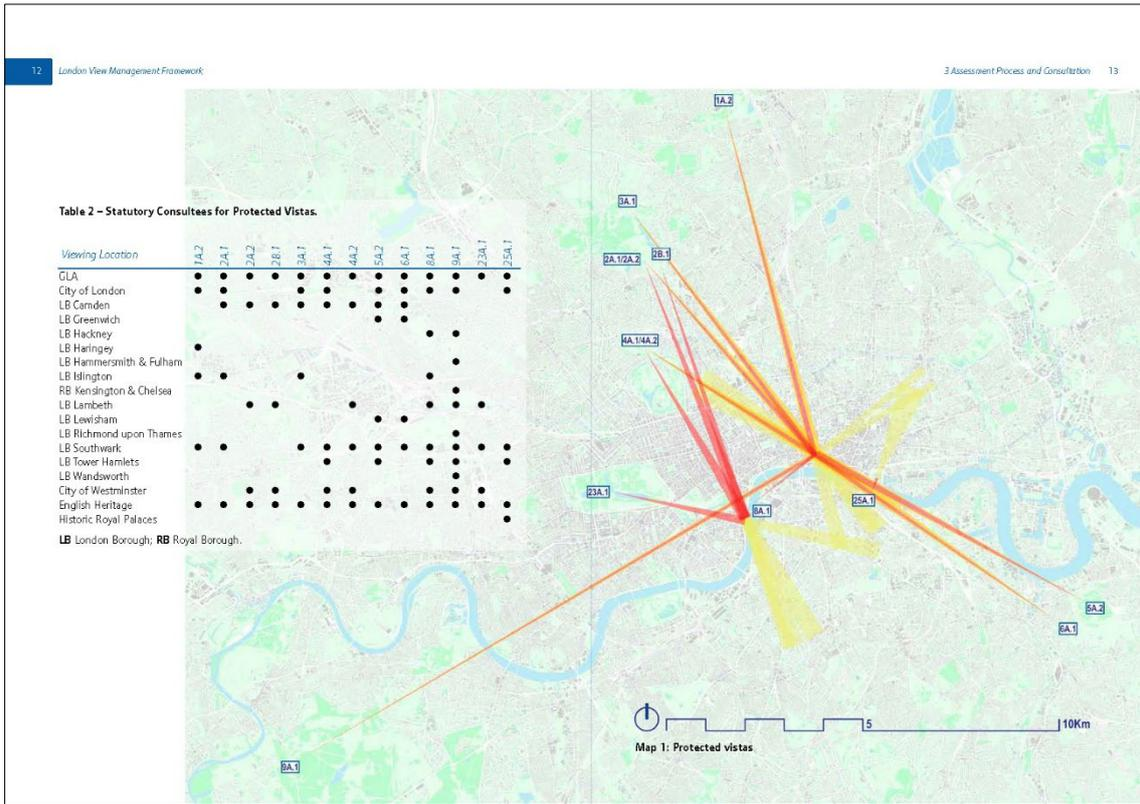 12 London View Management Framework
3 Assessment Process and Consultation 13
Table 2 – Statutory Consultees for Protected Vistas.
Viewing Location 1A.2 2A.1 2A.2 2B.1 3A.1 4A.1 4A.2 5A.2 6A.1 8A.1 9A.1 23A.1 25A.1
GLA ● ● ● ● ● ● ● ● ● ● ● ● ●
City of London ● ● ● ● ● ● ● ● ●
LB Camden ● ● ● ● ● ● ● ●
LB Greenwich ● ●
LB Hackney ● ●
LB Haringey ●
LB Hammersmith & Fulham ●
LB Islington ● ● ● ●
RB Kensington & Chelsea ●
LB Lambeth ● ● ● ● ● ●
LB Lewisham ● ●
LB Richmond upon Thames ●
LB Southwark ● ● ● ● ● ● ● ● ● ● ●
LB Tower Hamlets ● ● ● ● ●
LB Wandsworth ●
City of Westminster ● ● ● ● ● ● ●
English Heritage ● ● ● ● ● ● ● ● ● ● ● ● ●
Historic Royal Palaces ●
LB London Borough; RB Royal Borough.
1A.2
3A.1
2B.1
2A.1/2A.2
4A.1/4A.2
23A.1
25A.1
8A.1
5A.2
6A.1
9A.1
5
10Km
Map 1: Protected vistas